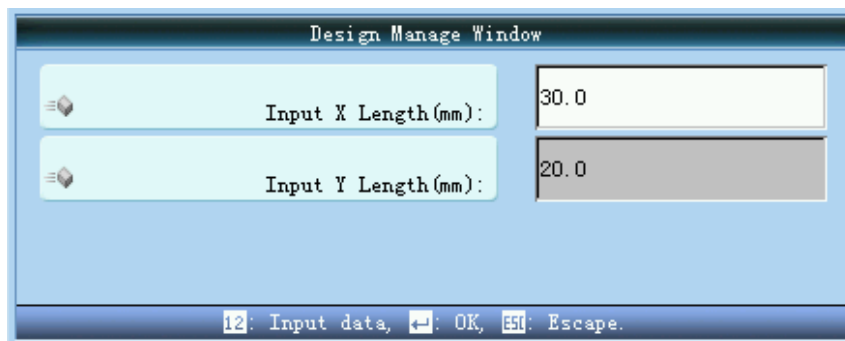 Design Manage Window
Input X Length(mm): 30.0
Input Y Length(mm): 20.0
12: Input data, ↵: OK, ESC: Escape.